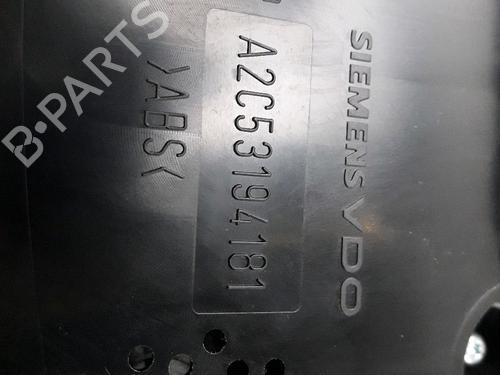 SIEMENS VDO
A2C53194181
>ABS<
B-PARTS